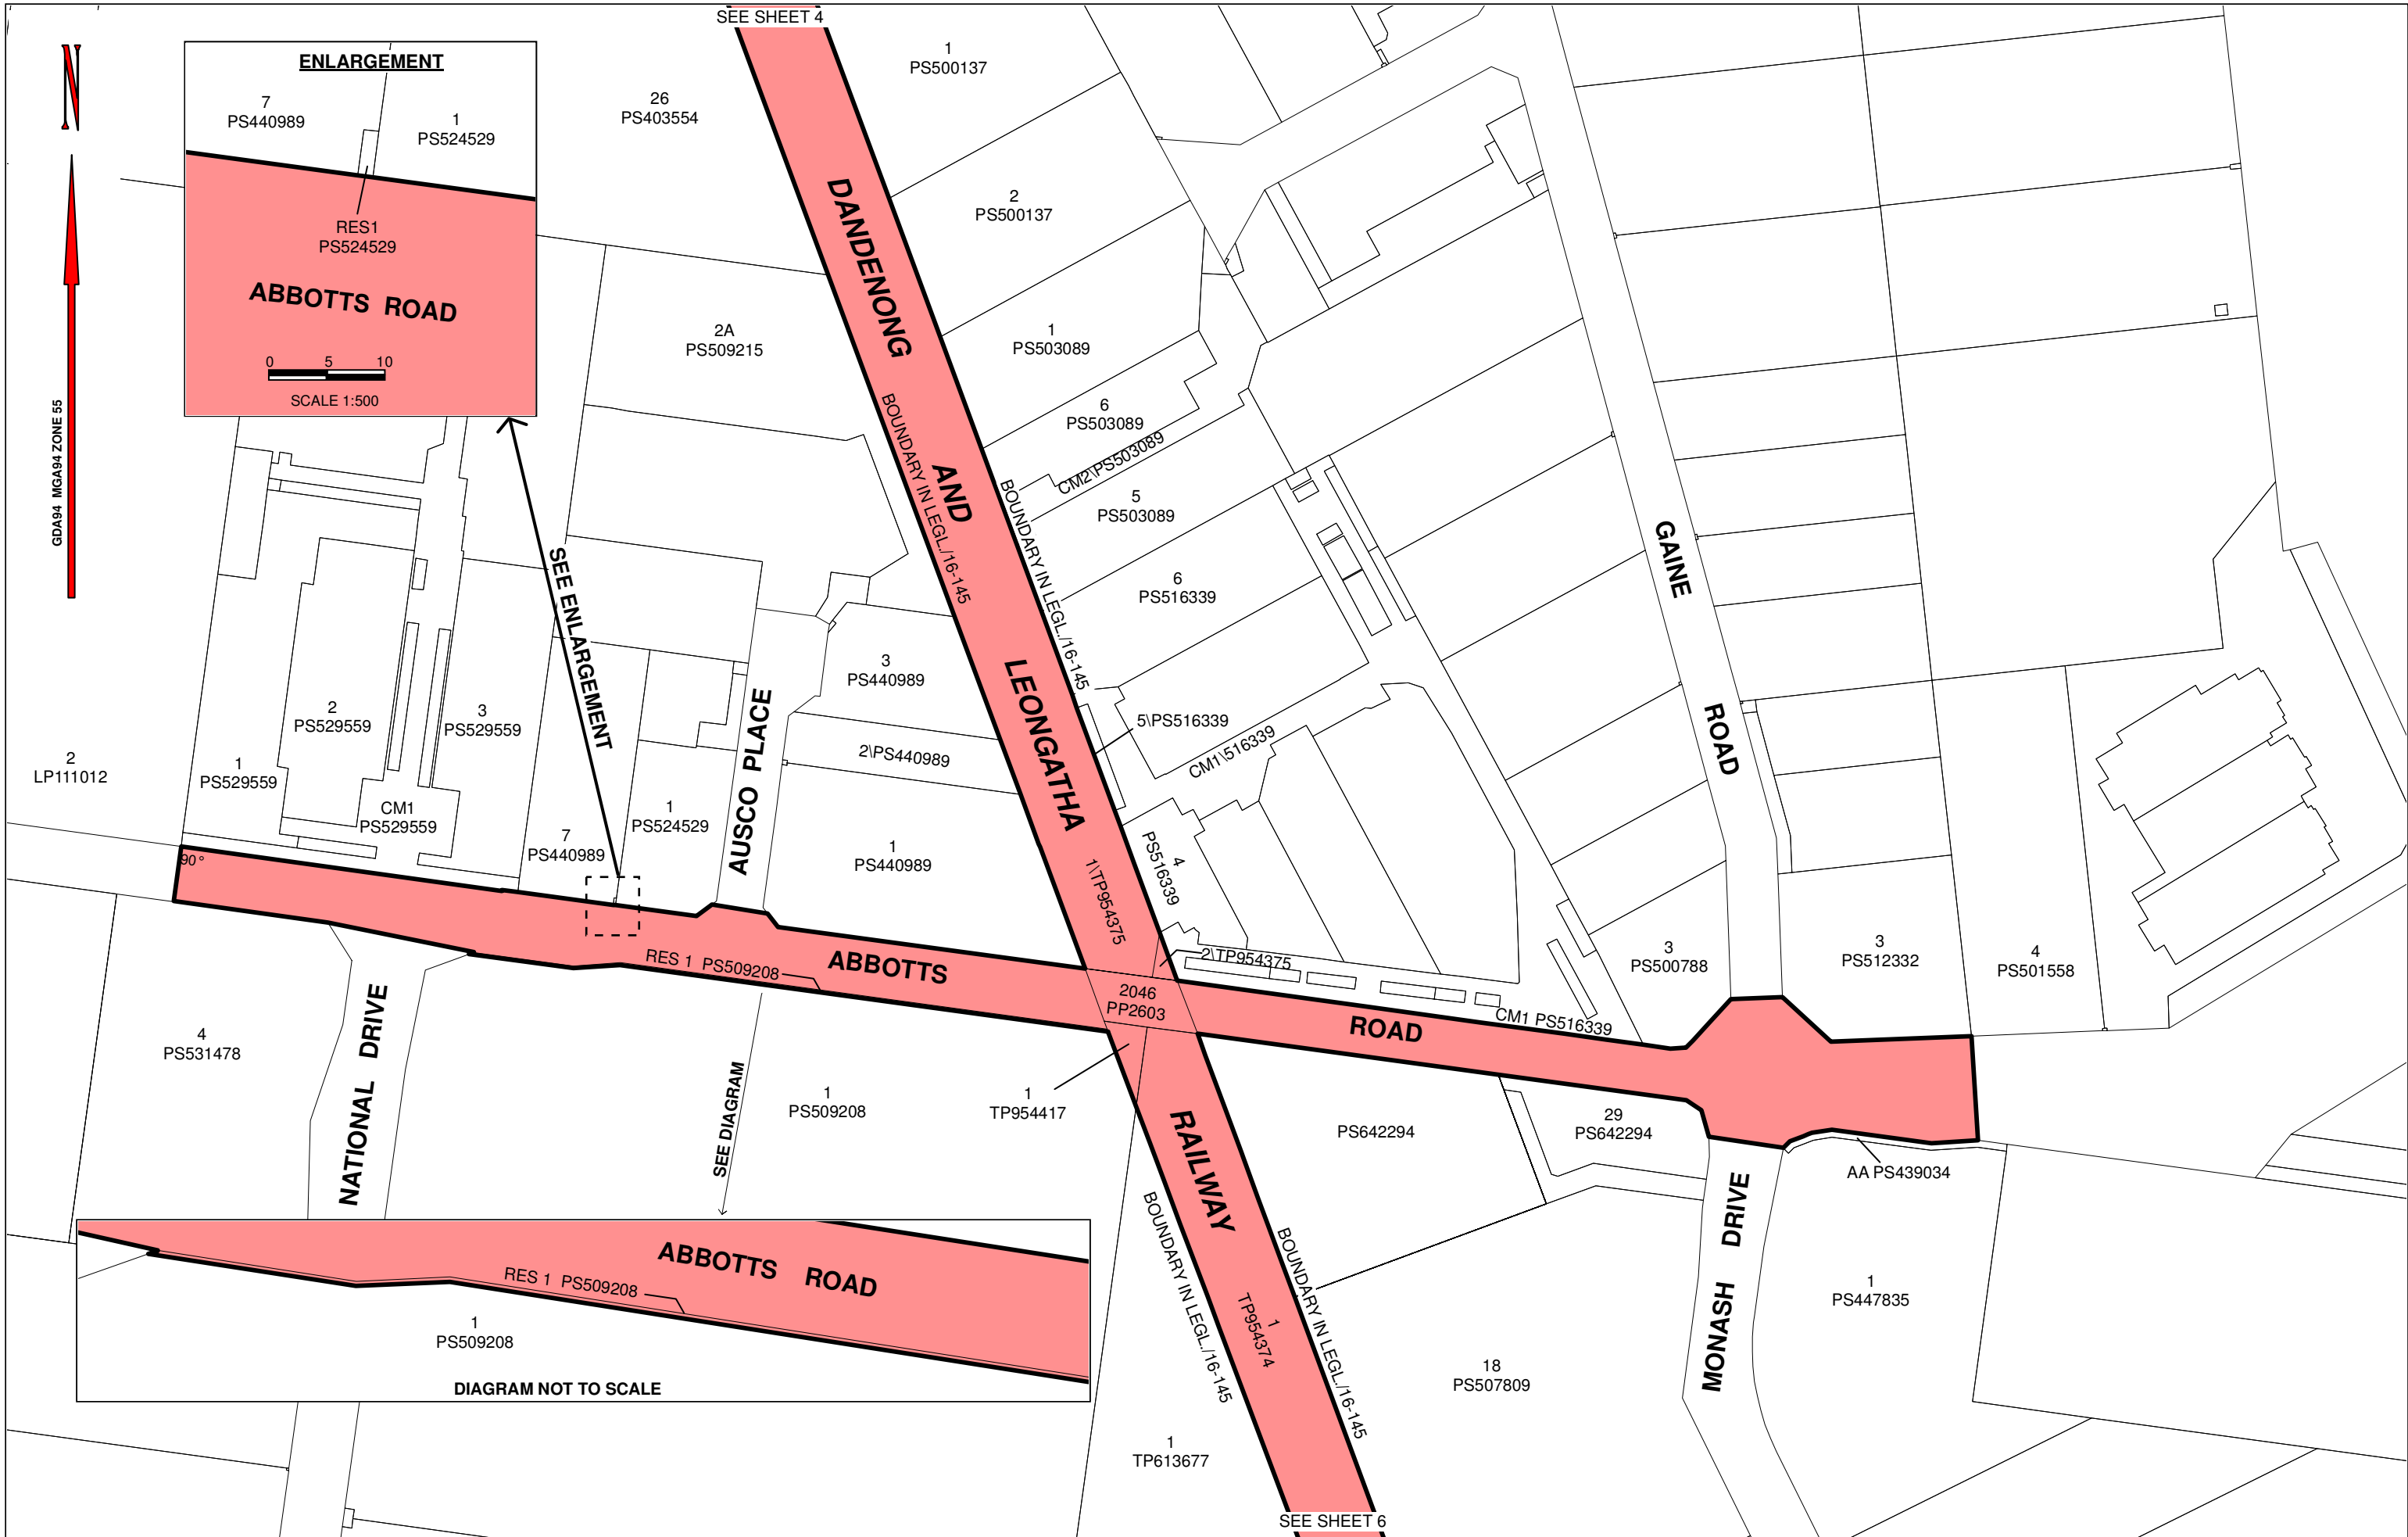 SEE SHEET 4
N
GDA94 MGA94 ZONE 55
ENLARGEMENT
7
PS440989
1
PS524529
RES1
PS524529
ABBOTTS ROAD
0 5 10
SCALE 1:500
26
PS403554
1
PS500137
2
PS500137
2A
PS509215
1
PS503089
6
PS503089
CM2\PS503089
5
PS503089
6
PS516339
DANDENONG
AND
LEONGATHA
RAILWAY
BOUNDARY IN LEGL./16-145
BOUNDARY IN LEGL./16-145
SEE ENLARGEMENT
GAINE
ROAD
3
PS440989
2\PS440989
1
PS440989
AUSCO PLACE
5\PS516339
CM1\516339
4
PS516339
1\TP954375
2\TP954375
2
LP111012
1
PS529559
2
PS529559
3
PS529559
CM1
PS529559
7
PS440989
1
PS524529
90°
RES 1 PS509208
ABBOTTS
ROAD
2046
PP2603
CM1 PS516339
3
PS500788
3
PS512332
4
PS501558
4
PS531478
NATIONAL DRIVE
SEE DIAGRAM
1
PS509208
1
TP954417
PS642294
29
PS642294
AA PS439034
MONASH DRIVE
1
PS447835
BOUNDARY IN LEGL./16-145
BOUNDARY IN LEGL./16-145
1
TP954374
18
PS507809
1
TP613677
ABBOTTS ROAD
RES 1 PS509208
1
PS509208
DIAGRAM NOT TO SCALE
SEE SHEET 6